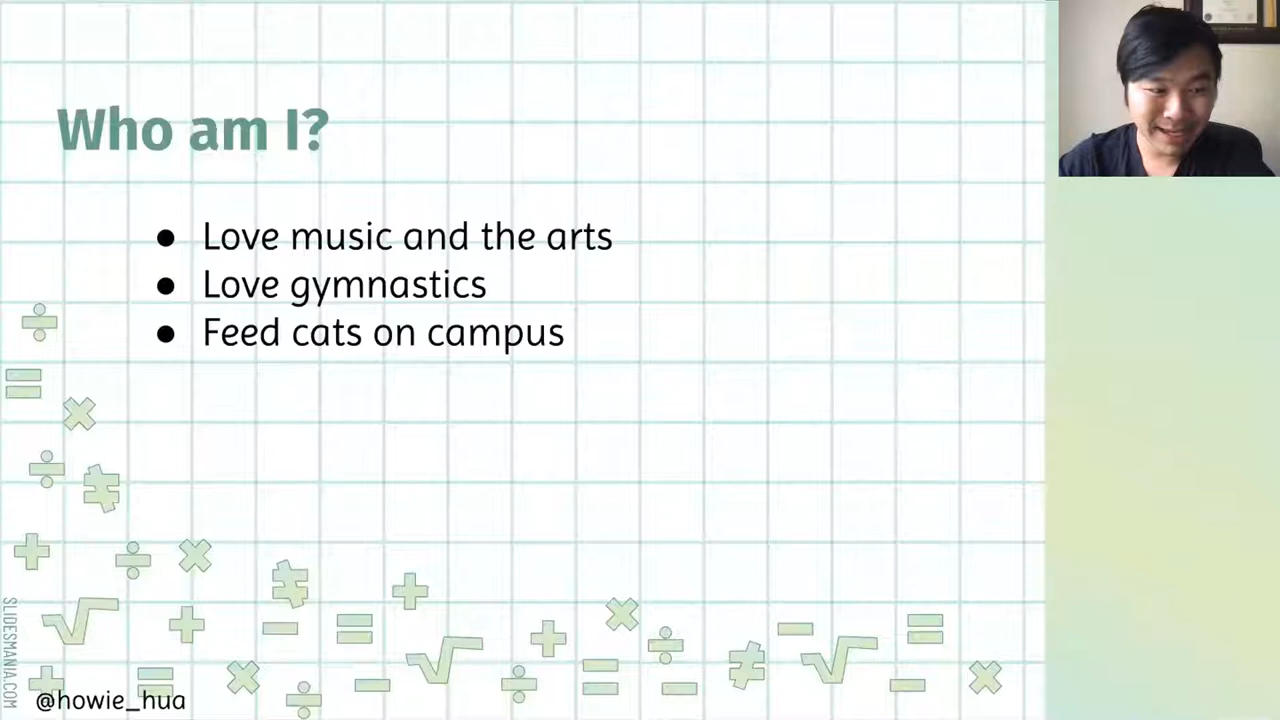 Who am I?
● Love music and the arts
● Love gymnastics
● Feed cats on campus
SLIDESMANIA.COM
@howie_hua